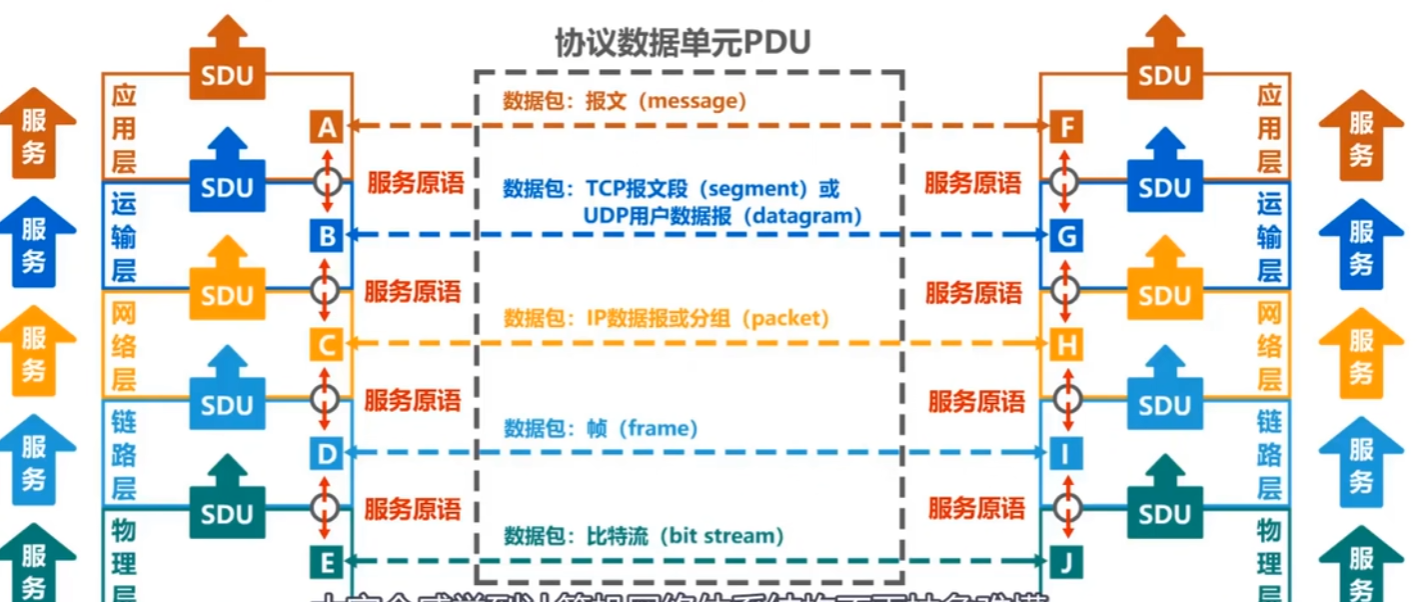 协议数据单元PDU
SDU
应用层
服务
数据包：报文（message）
A
F
SDU
应用层
服务
服务原语
服务原语
SDU
运输层
服务
数据包：TCP报文段（segment）或
UDP用户数据报（datagram）
B
G
SDU
运输层
服务
服务原语
服务原语
SDU
网络层
服务
数据包：IP数据报或分组（packet）
C
H
SDU
网络层
服务
服务原语
服务原语
SDU
链路层
服务
数据包：帧（frame）
D
I
SDU
链路层
服务
服务原语
服务原语
SDU
物理层
服务
数据包：比特流（bit stream）
E
J
SDU
物理层
服务